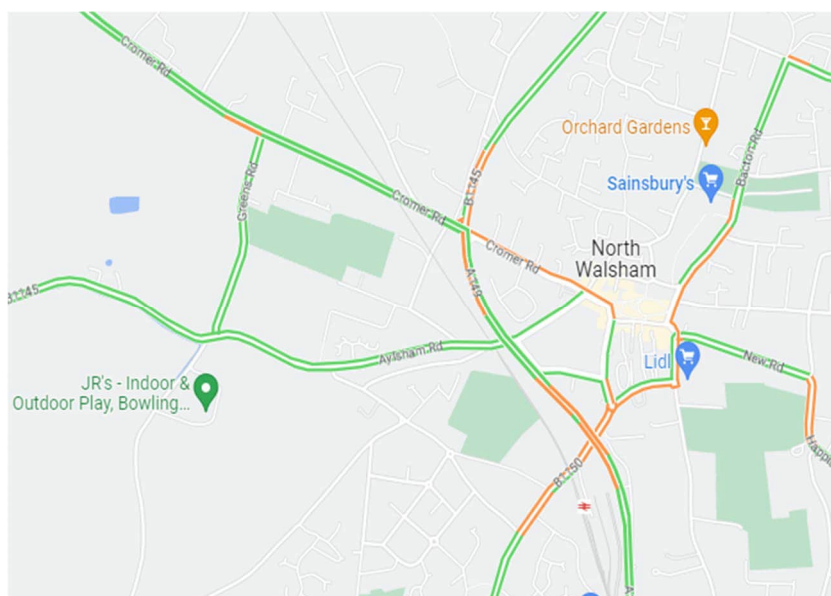 Cromer Rd
Orchard Gardens
Sainsbury's
Bacton Rd
B1145
Greens Rd
Cromer Rd
Cromer Rd
North
Walsham
A149
B1145
Aylsham Rd
Lidl
New Rd
JR's - Indoor &
Outdoor Play, Bowling...
B1150